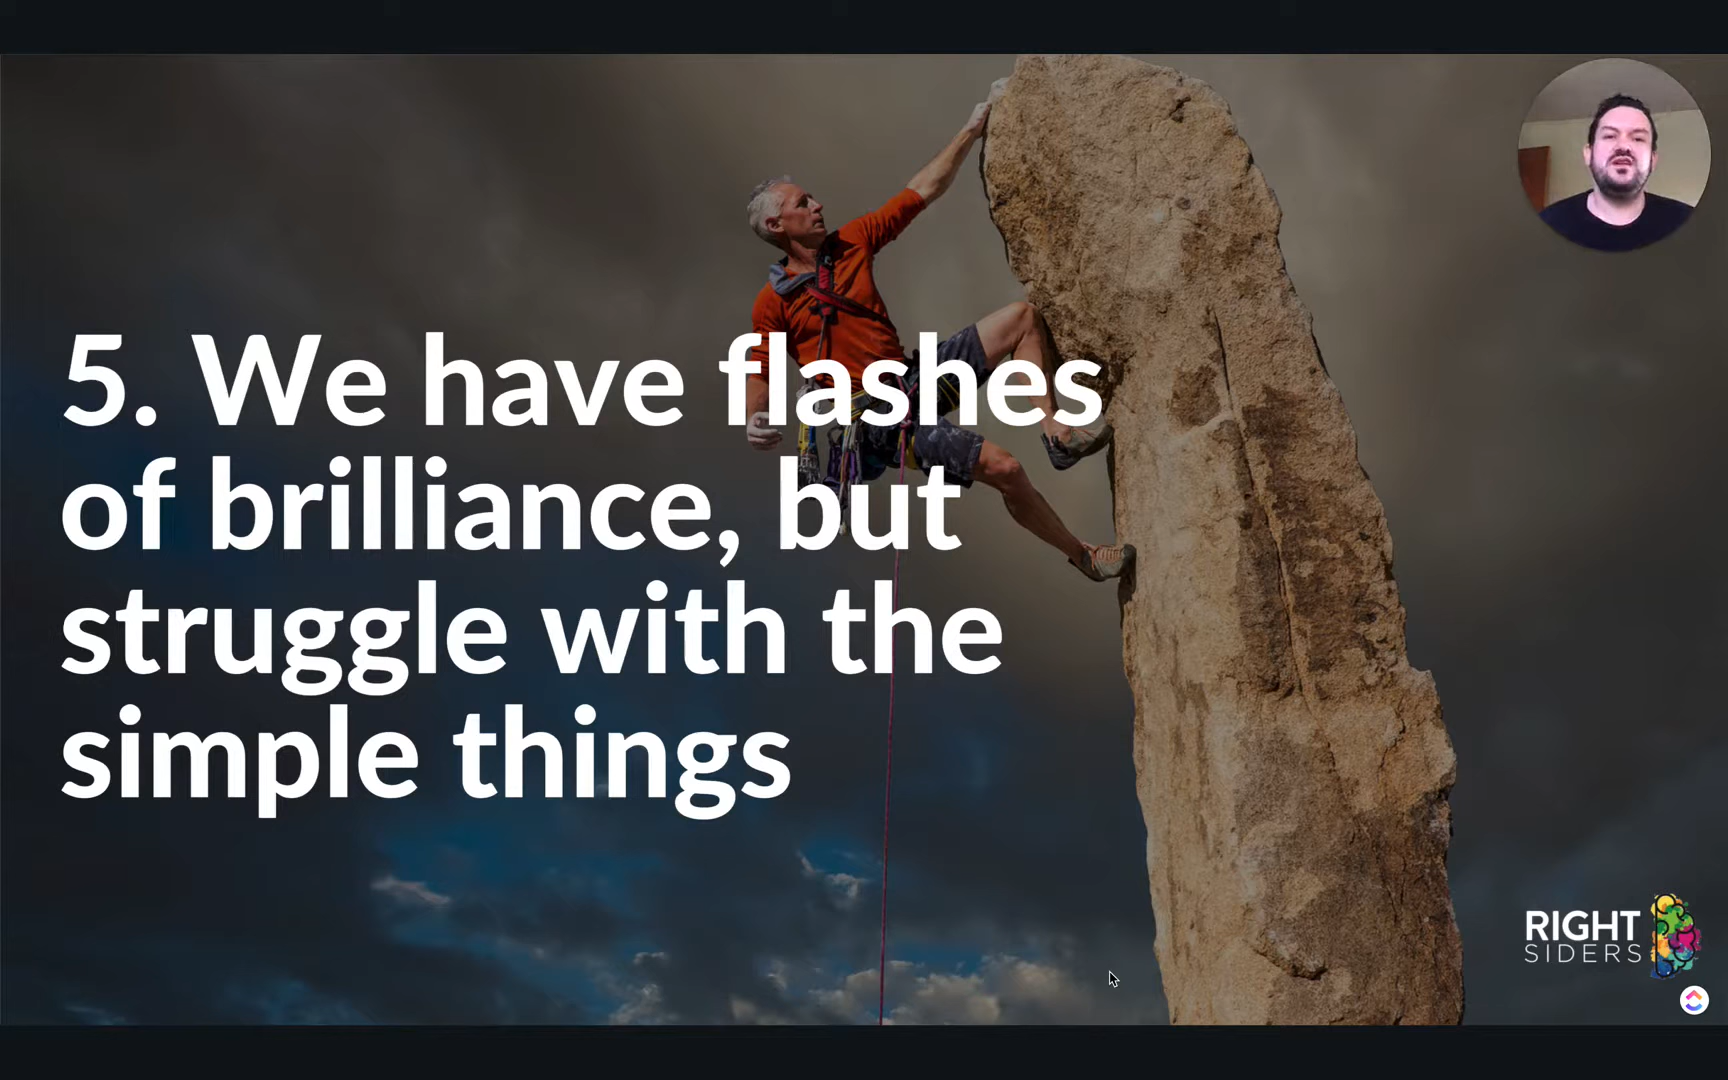 5. We have flashes
of brilliance, but
struggle with the
simple things
RIGHT
SIDERS